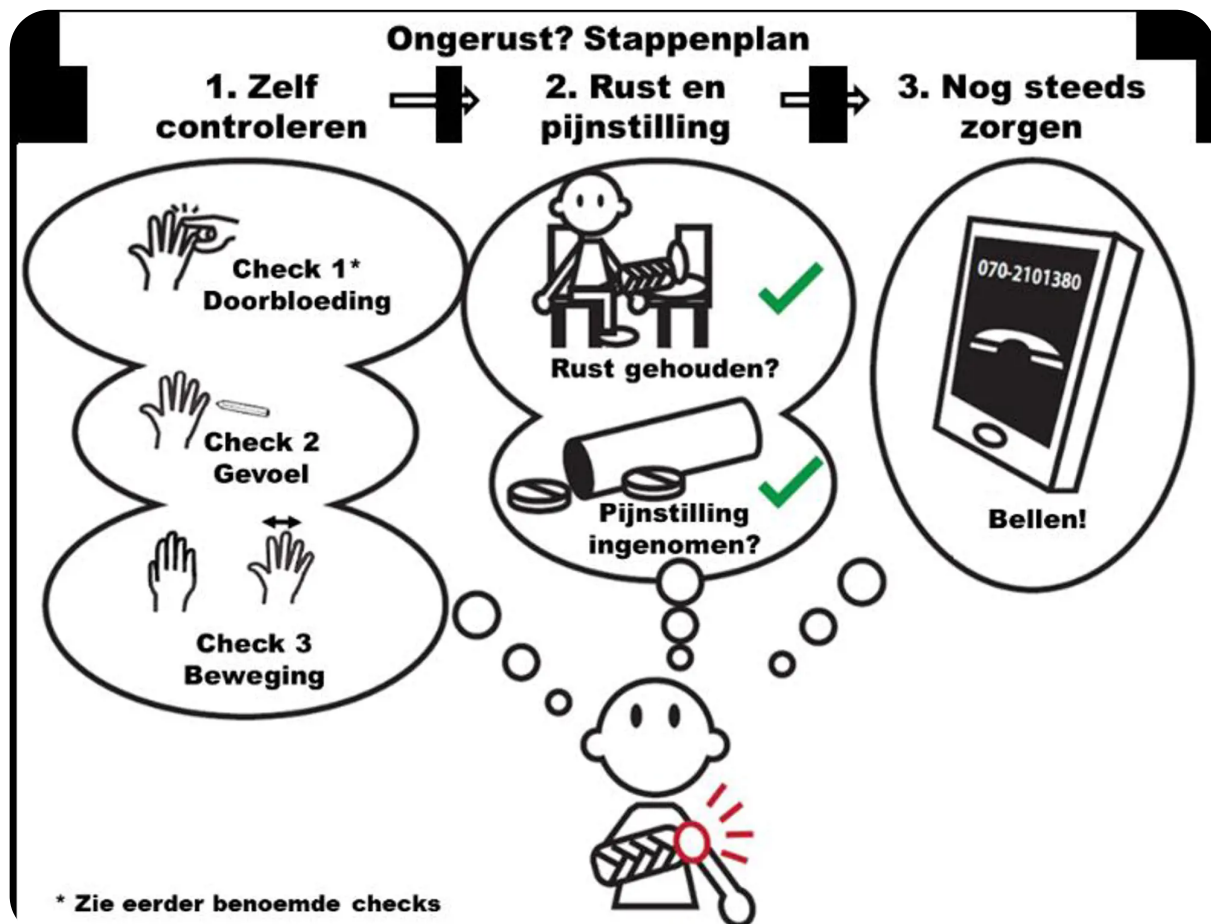 Ongerust? Stappenplan
1. Zelf
controleren
2. Rust en
pijnstilling
3. Nog steeds
zorgen
Check 1*
Doorbloeding
Check 2
Gevoel
Check 3
Beweging
Rust gehouden?
Pijnstilling
ingenomen?
070-2101380
Bellen!
* Zie eerder benoemde checks